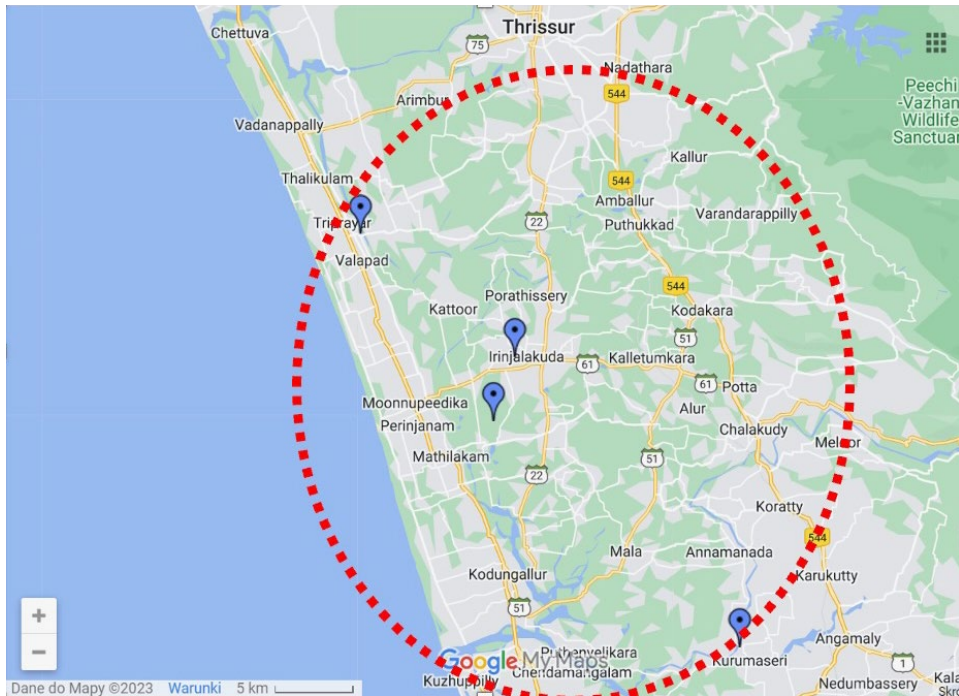 Thrissur
Chettuva
75
Nadathara
Arimbur
544
Peechi
-Vazhan
Wildlife
Sanctuar
Vadanappally
Kallur
Thalikulam
544
Amballur
Varandarappilly
Triprayar
22
Puthukkad
Valapad
544
Porathissery
Kattoor
Kodakara
51
Irinjalakuda
61
Kalletumkara
61
Potta
Moonnupeedika
Alur
Perinjanam
Chalakudy
Meloor
Mathilakam
51
22
Koratty
544
Mala
Annamanada
Kodungallur
Karukutty
51
Angamaly
Puthenvelikara
Kurumaseri
Google My Maps
1
Kala
Chendamangalam
Kuzhuppilly
Nedumbassery
Skr
+
−
Dane do Mapy ©2023 Warunki 5 km